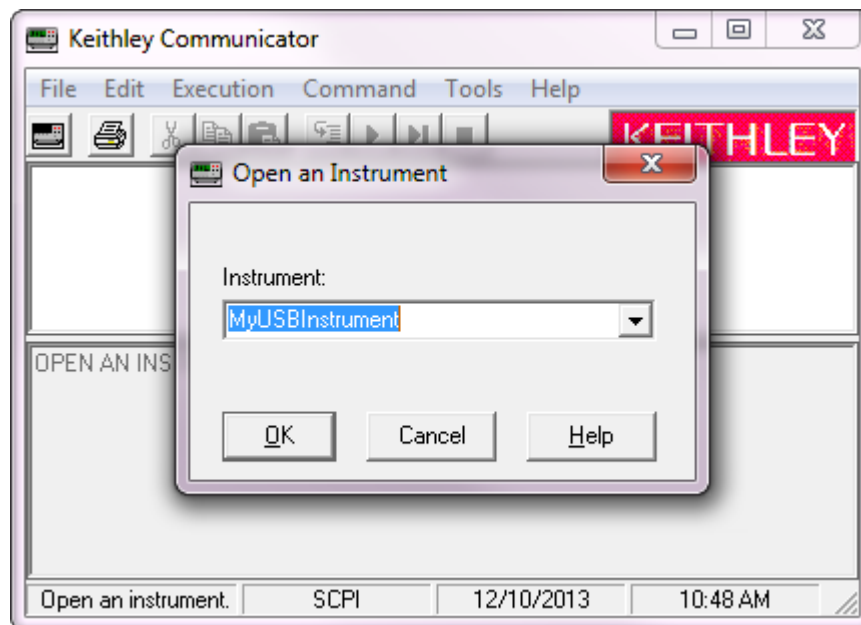 Keithley Communicator
File Edit Execution Command Tools Help
KEITHLEY
Open an Instrument
Instrument:
MyUSBInstrument
OPEN AN INS
OK Cancel Help
Open an instrument. SCPI 12/10/2013 10:48 AM